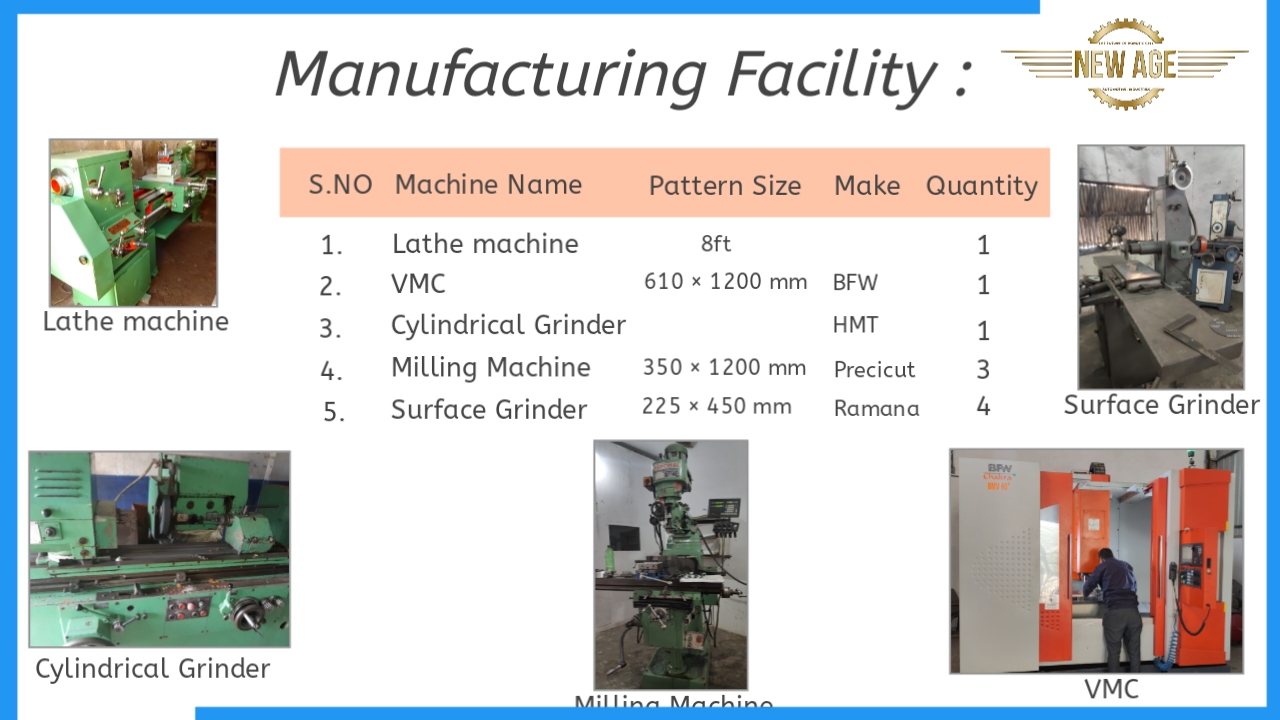 Manufacturing Facility :
NEW AGE
S.NO Machine Name Pattern Size Make Quantity
1. Lathe machine 8ft 1
2. VMC 610 × 1200 mm BFW 1
3. Cylindrical Grinder HMT 1
4. Milling Machine 350 × 1200 mm Precicut 3
5. Surface Grinder 225 × 450 mm Ramana 4
Lathe machine
Surface Grinder
BFW
Chakra
Cylindrical Grinder
Milling Machine
VMC